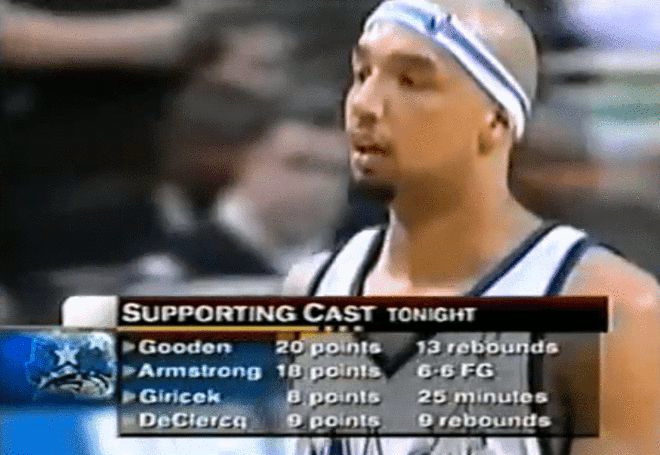 SUPPORTING CAST TONIGHT
Gooden 20 points 13 rebounds
Armstrong 18 points 6-6 FG
Giricek 8 points 25 minutes
DeClercq 9 points 9 rebounds